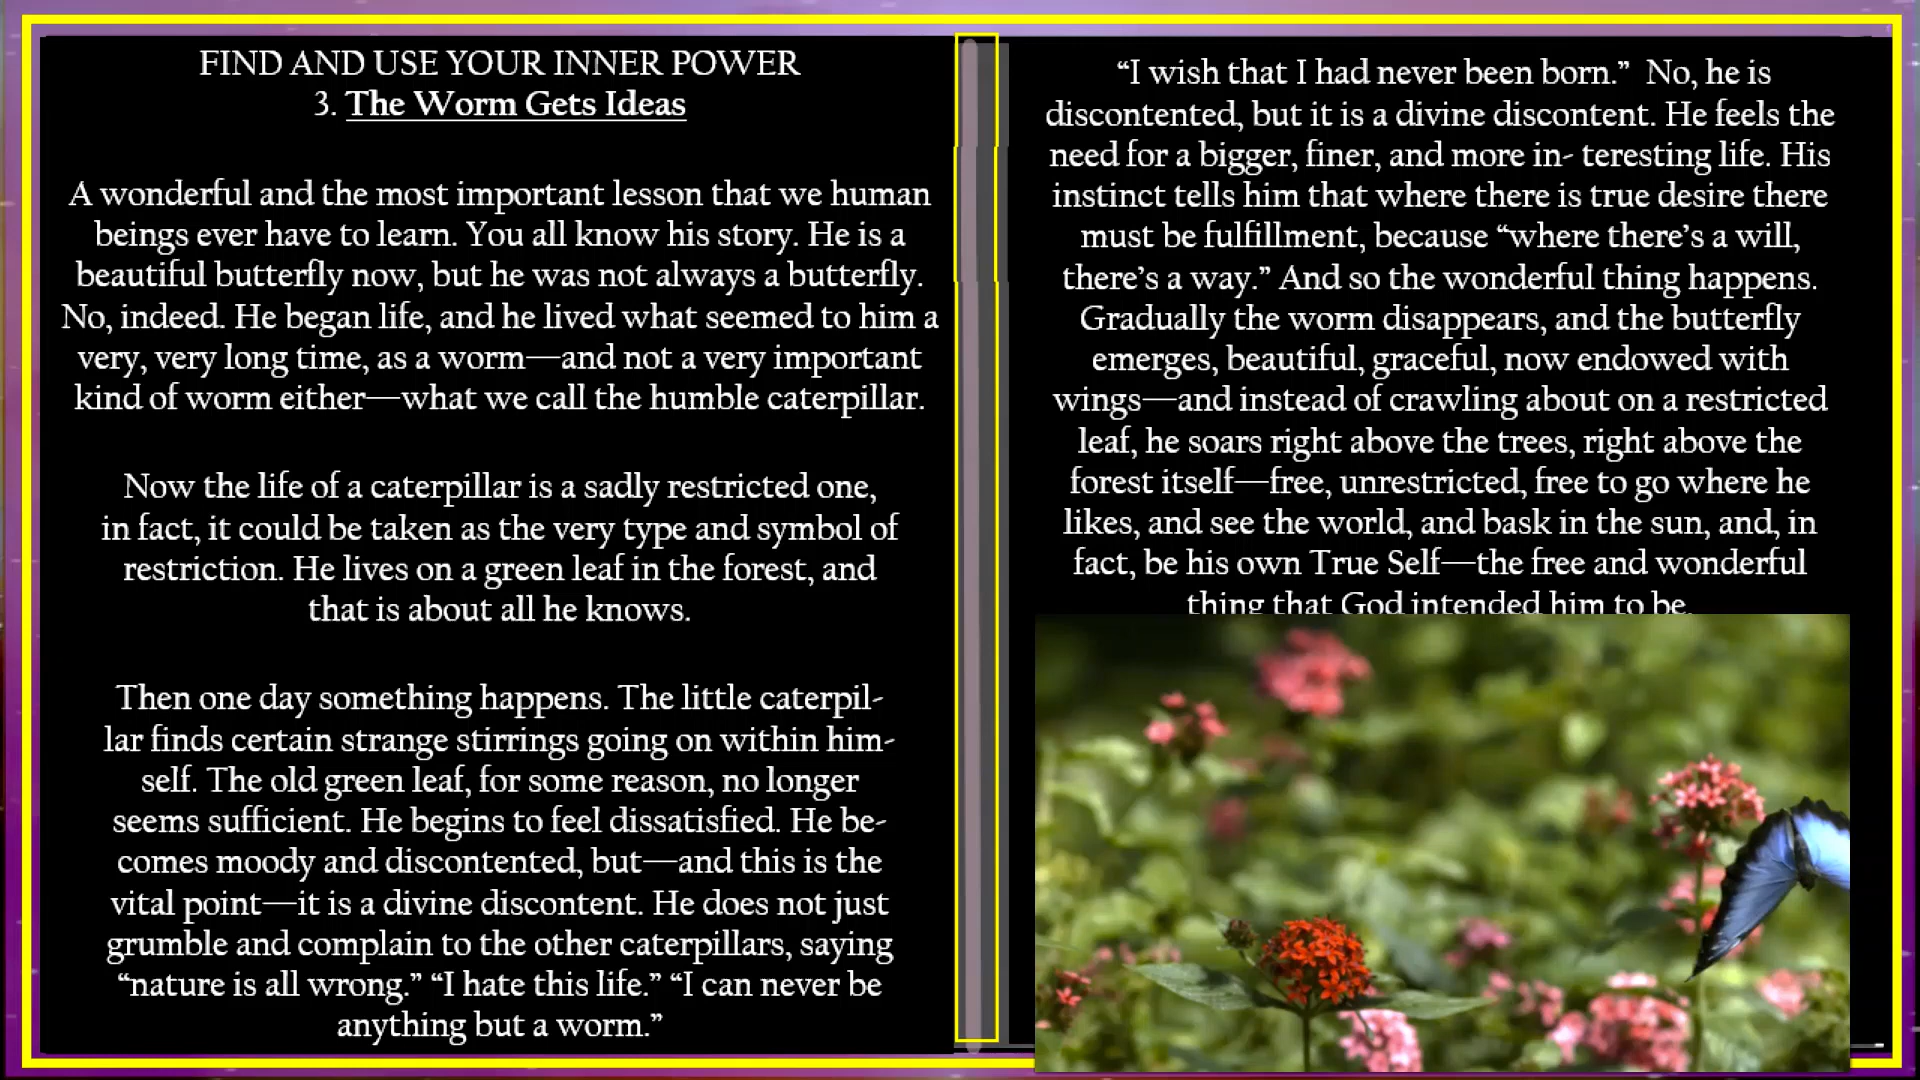 FIND AND USE YOUR INNER POWER
3. The Worm Gets Ideas
A wonderful and the most important lesson that we human
beings ever have to learn. You all know his story. He is a
beautiful butterfly now, but he was not always a butterfly.
No, indeed. He began life, and he lived what seemed to him a
very, very long time, as a worm—and not a very important
kind of worm either—what we call the humble caterpillar.
Now the life of a caterpillar is a sadly restricted one,
in fact, it could be taken as the very type and symbol of
restriction. He lives on a green leaf in the forest, and
that is about all he knows.
Then one day something happens. The little caterpil-
lar finds certain strange stirrings going on within him-
self. The old green leaf, for some reason, no longer
seems sufficient. He begins to feel dissatisfied. He be-
comes moody and discontented, but—and this is the
vital point—it is a divine discontent. He does not just
grumble and complain to the other caterpillars, saying
“nature is all wrong.” “I hate this life.” “I can never be
anything but a worm.”
“I wish that I had never been born.”  No, he is
discontented, but it is a divine discontent. He feels the
need for a bigger, finer, and more in- teresting life. His
instinct tells him that where there is true desire there
must be fulfillment, because “where there’s a will,
there’s a way.” And so the wonderful thing happens.
Gradually the worm disappears, and the butterfly
emerges, beautiful, graceful, now endowed with
wings—and instead of crawling about on a restricted
leaf, he soars right above the trees, right above the
forest itself—free, unrestricted, free to go where he
likes, and see the world, and bask in the sun, and, in
fact, be his own True Self—the free and wonderful
thing that God intended him to be.